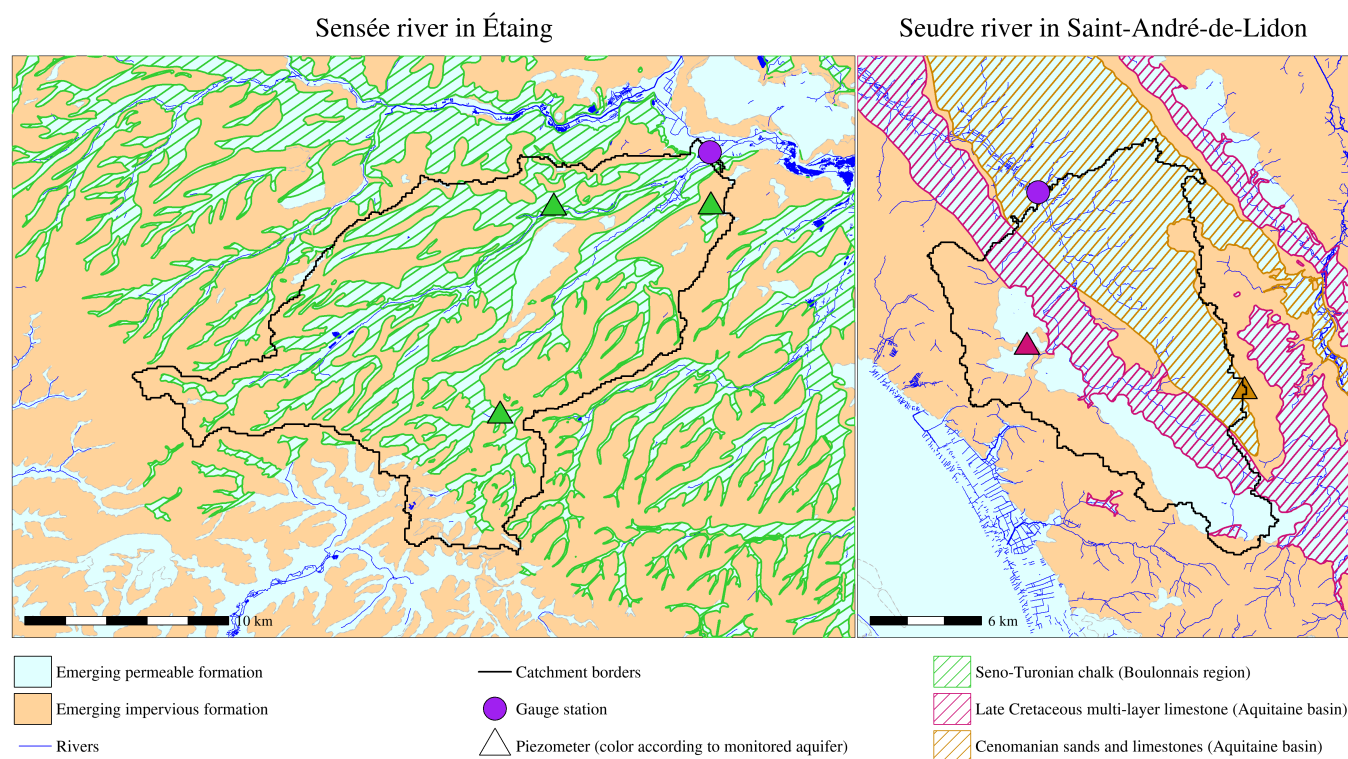 Sensée river in Étaing
Seudre river in Saint-André-de-Lidon
10 km
6 km
Emerging permeable formation
Emerging impervious formation
Rivers
Catchment borders
Gauge station
Piezometer (color according to monitored aquifer)
Seno-Turonian chalk (Boulonnais region)
Late Cretaceous multi-layer limestone (Aquitaine basin)
Cenomanian sands and limestones (Aquitaine basin)